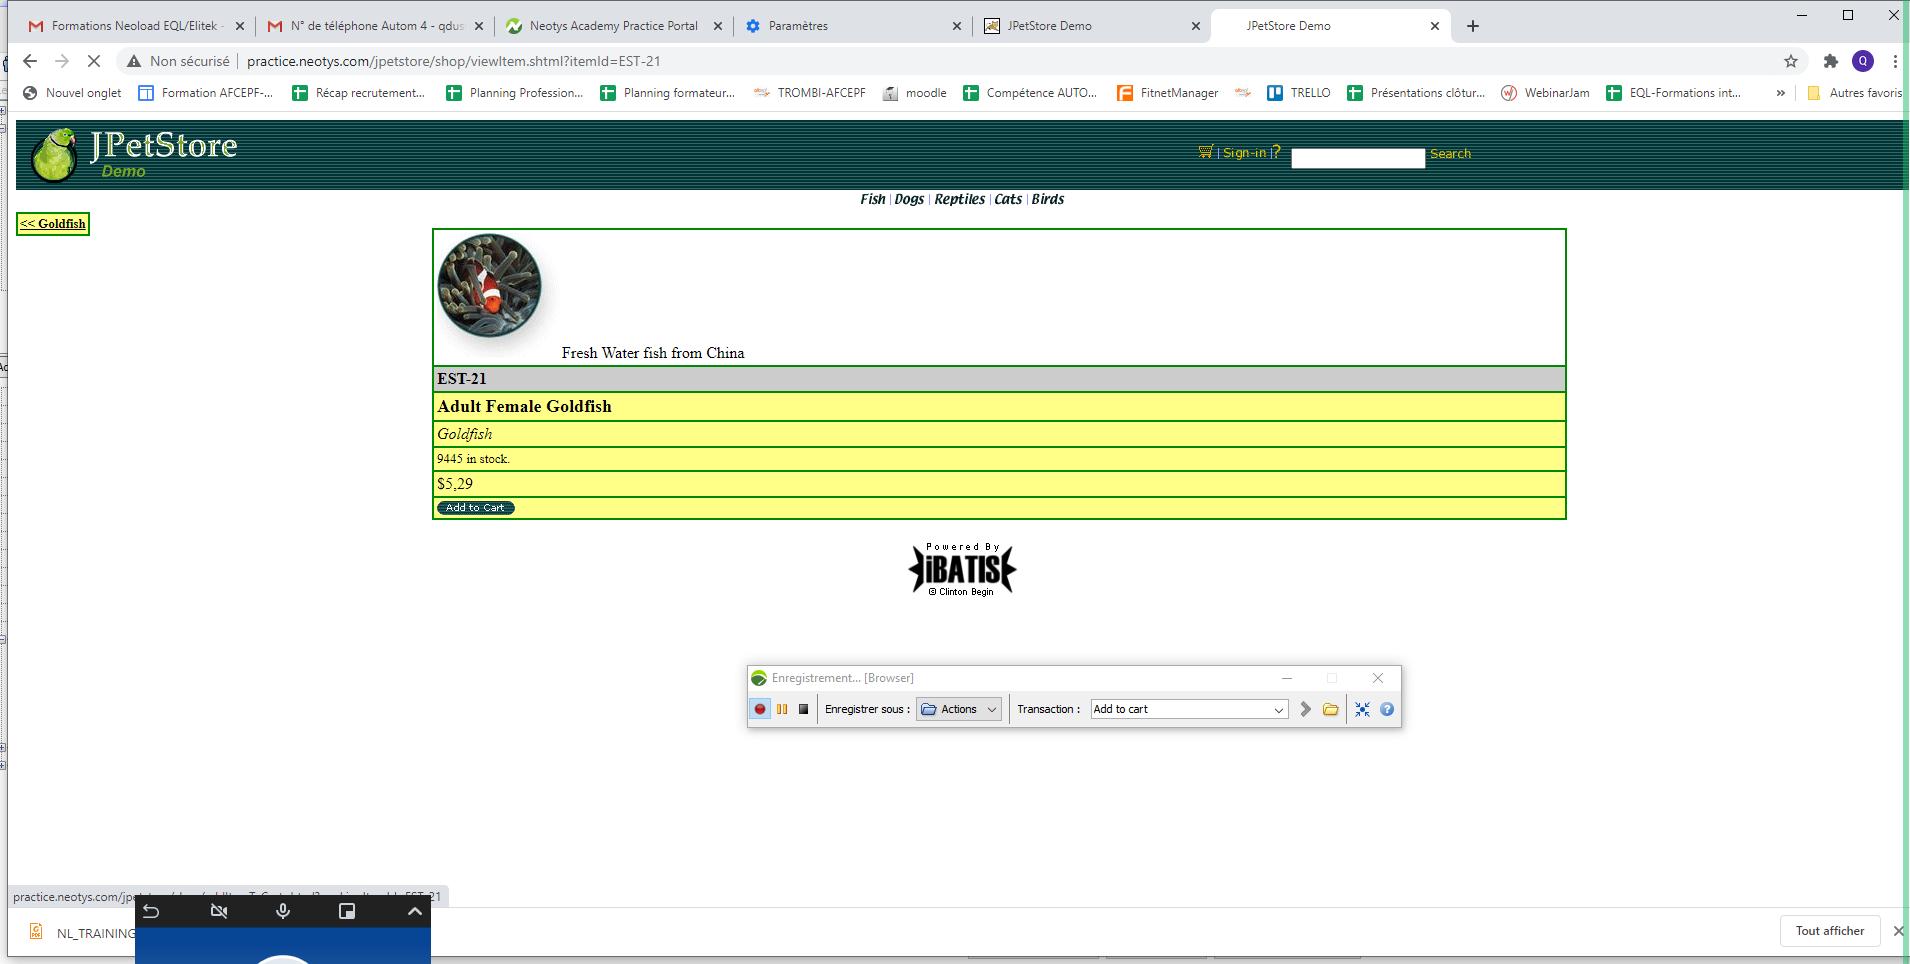 Formations Neoload EQL/Elitek -
N° de téléphone Autom 4 - qdus
Neotys Academy Practice Portal
Paramètres
JPetStore Demo
JPetStore Demo
Non sécurisé
practice.neotys.com/jpetstore/shop/viewItem.shtml?itemId=EST-21
Q
Nouvel onglet
Formation AFCEPF-...
Récap recrutement...
Planning Profession...
Planning formateur...
TROMBI-AFCEPF
moodle
Compétence AUTO...
FitnetManager
TRELLO
Présentations clôtur...
WebinarJam
EQL-Formations int...
»
Autres favoris
JPetStore
Demo
| Sign-in |?
Search
Fish | Dogs | Reptiles | Cats | Birds
<< Goldfish
Fresh Water fish from China
EST-21
Adult Female Goldfish
Goldfish
9445 in stock.
$5,29
Add to Cart
Powered By
iBATIS
© Clinton Begin
Enregistrement... [Browser]
Enregistrer sous :
Actions
Transaction :
Add to cart
practice.neotys.com/jpe
NL_TRAINING
Tout afficher